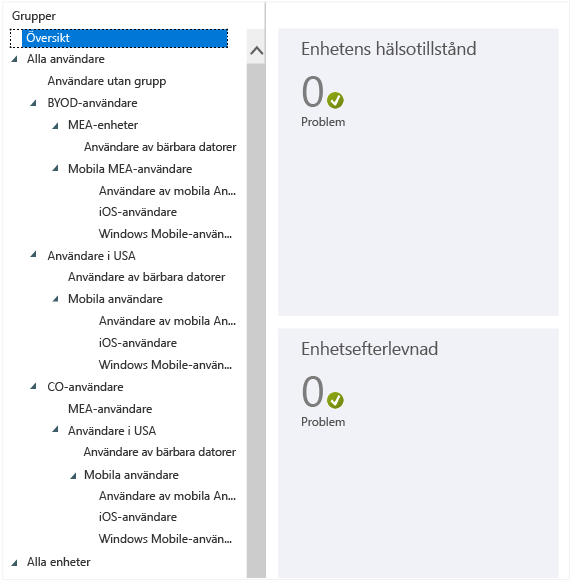 Grupper
Översikt
Alla användare
Användare utan grupp
BYOD-användare
MEA-enheter
Användare av bärbara datorer
Mobila MEA-användare
Användare av mobila An...
iOS-användare
Windows Mobile-använ...
Användare i USA
Användare av bärbara datorer
Mobila användare
Användare av mobila An...
iOS-användare
Windows Mobile-använ...
CO-användare
MEA-användare
Användare i USA
Användare av bärbara datorer
Mobila användare
Användare av mobila An...
iOS-användare
Windows Mobile-använ...
Alla enheter
Enhetens hälsotillstånd
0
Problem
Enhetsefterlevnad
0
Problem